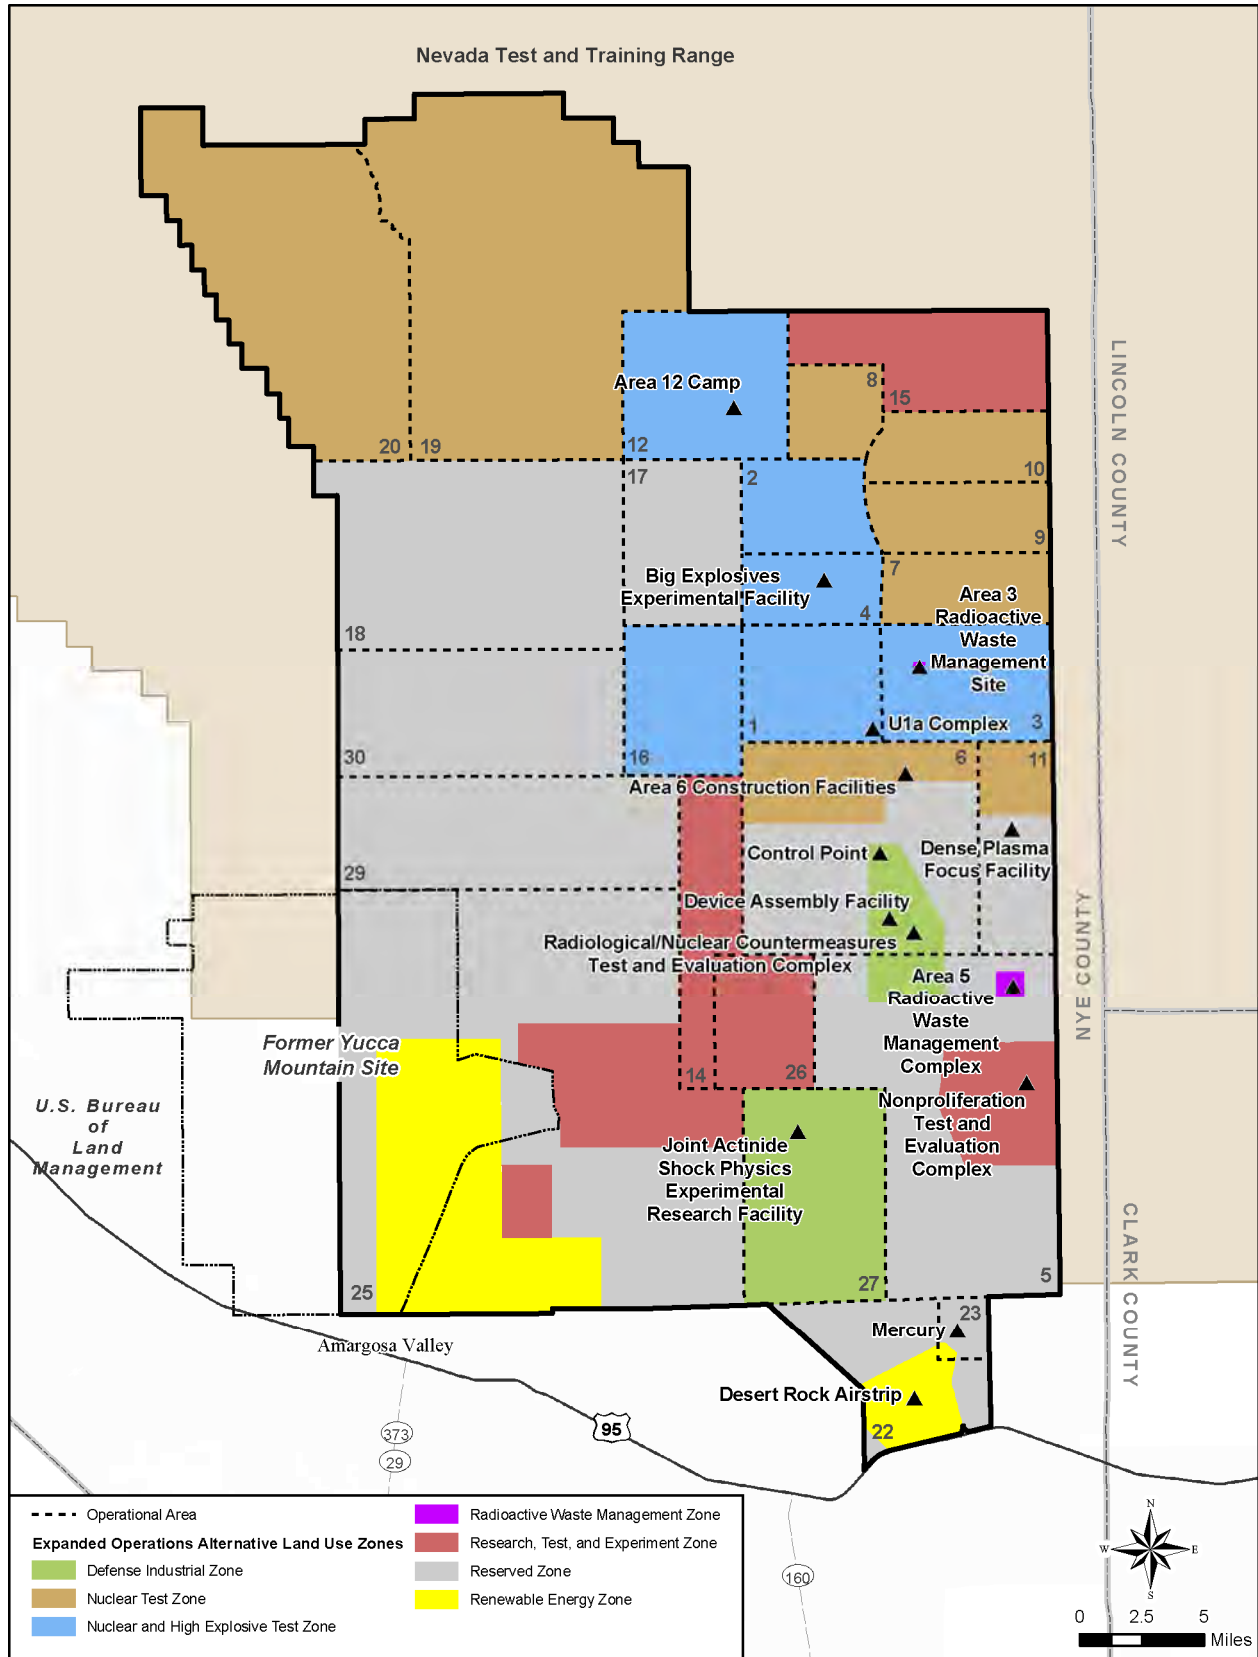 Nevada Test and Training Range
Area 12 Camp
8
15
20
19
12
10
17
2
9
7
Big Explosives
Experimental Facility
4
Area 3
Radioactive
Waste
Management
Site
18
U1a Complex
1
3
30
16
6
11
Area 6 Construction Facilities
Control Point
Dense Plasma
Focus Facility
29
Device Assembly Facility
Radiological/Nuclear Countermeasures
Test and Evaluation Complex
Area 5
Radioactive
Waste
Management
Complex
Former Yucca
Mountain Site
14
26
Nonproliferation
Test and
Evaluation
Complex
U.S. Bureau
of
Land
Management
Joint Actinide
Shock Physics
Experimental
Research Facility
25
27
5
23
Mercury
Amargosa Valley
Desert Rock Airstrip
22
95
373
29
160
LINCOLN COUNTY
NYE COUNTY
CLARK COUNTY
Operational Area
Expanded Operations Alternative Land Use Zones
Defense Industrial Zone
Nuclear Test Zone
Nuclear and High Explosive Test Zone
Radioactive Waste Management Zone
Research, Test, and Experiment Zone
Reserved Zone
Renewable Energy Zone
N
W
E
S
0 2.5 5
Miles